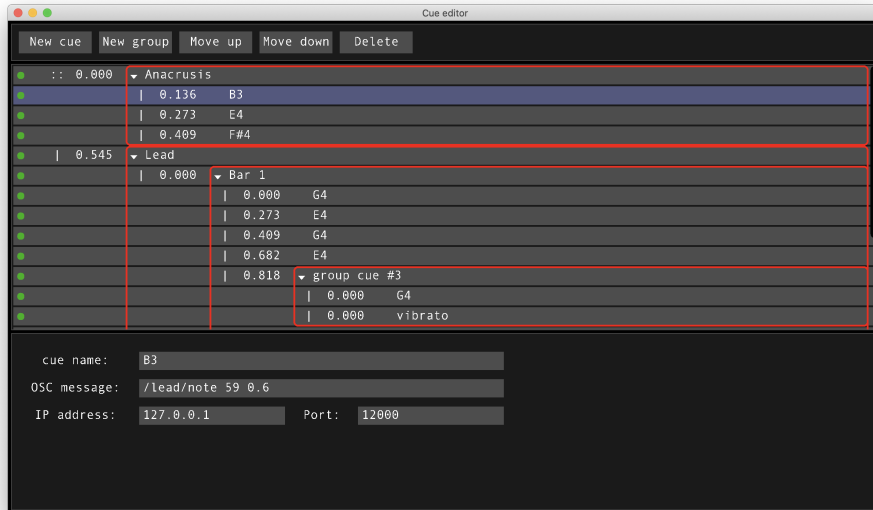 Cue editor
New cue New group Move up Move down Delete
:: 0.000 Anacrusis
| 0.136 B3
| 0.273 E4
| 0.409 F#4
| 0.545 Lead
| 0.000 Bar 1
| 0.000 G4
| 0.273 E4
| 0.409 G4
| 0.682 E4
| 0.818 group cue #3
| 0.000 G4
| 0.000 vibrato
cue name: B3
OSC message: /lead/note 59 0.6
IP address: 127.0.0.1 Port: 12000